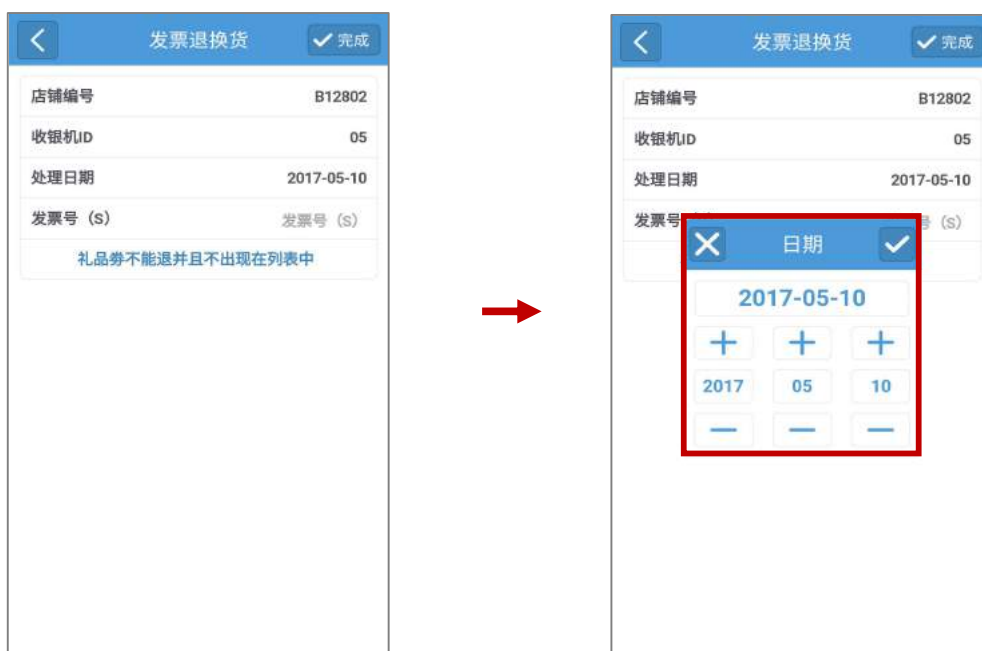 发票退换货
完成
店铺编号 B12802
收银机ID 05
处理日期 2017-05-10
发票号（S） 发票号（S）
礼品券不能退并且不出现在列表中
发票退换货
完成
店铺编号 B12802
收银机ID 05
处理日期 2017-05-10
发票号 号（S）
日期
2017-05-10
2017 05 10